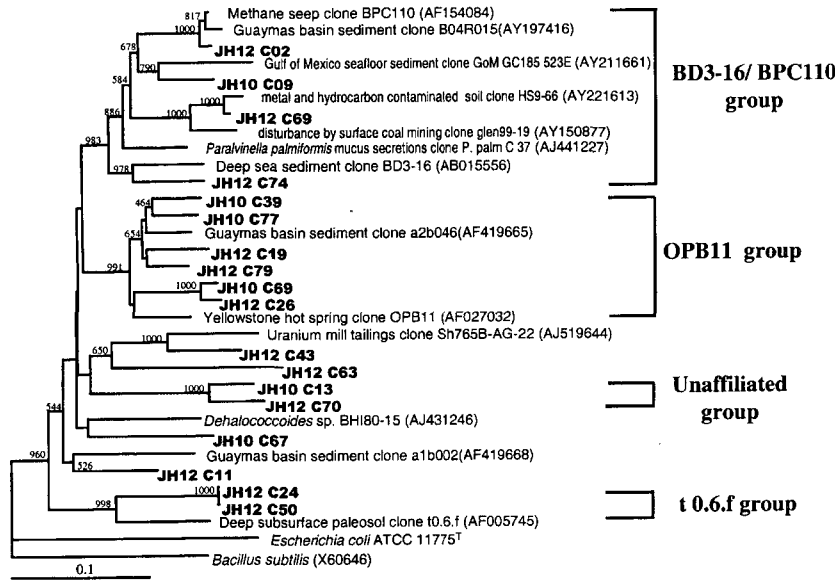 817
Methane seep clone BPC110 (AF154084)
1000
Guaymas basin sediment clone B04R015(AY197416)
678
JH12 C02
790
Gulf of Mexico seafloor sediment clone GoM GC185 523E (AY211661)
BD3-16/ BPC110
group
584
JH10 C09
metal and hydrocarbon contaminated soil clone HS9-66 (AY221613)
1000
886
1000
JH12 C69
disturbance by surface coal mining clone glen99-19 (AY150877)
983
Paralvinella palmiformis mucus secretions clone P. palm C 37 (AJ441227)
978
Deep sea sediment clone BD3-16 (AB015556)
JH12 C74
464
JH10 C39
JH10 C77
654
Guaymas basin sediment clone a2b046(AF419665)
JH12 C19
OPB11 group
991
JH12 C79
1000
JH10 C69
JH12 C26
Yellowstone hot spring clone OPB11 (AF027032)
1000
Uranium mill tailings clone Sh765B-AG-22 (AJ519644)
650
JH12 C43
JH12 C63
1000
JH10 C13
Unaffiliated
group
JH12 C70
544
Dehalococcoides sp. BHI80-15 (AJ431246)
JH10 C67
960
Guaymas basin sediment clone a1b002(AF419668)
526
JH12 C11
1000
JH12 C24
998
JH12 C50
t 0.6.f group
Deep subsurface paleosol clone t0.6.f (AF005745)
Escherichia coli ATCC 11775T
Bacillus subtilis (X60646)
0.1